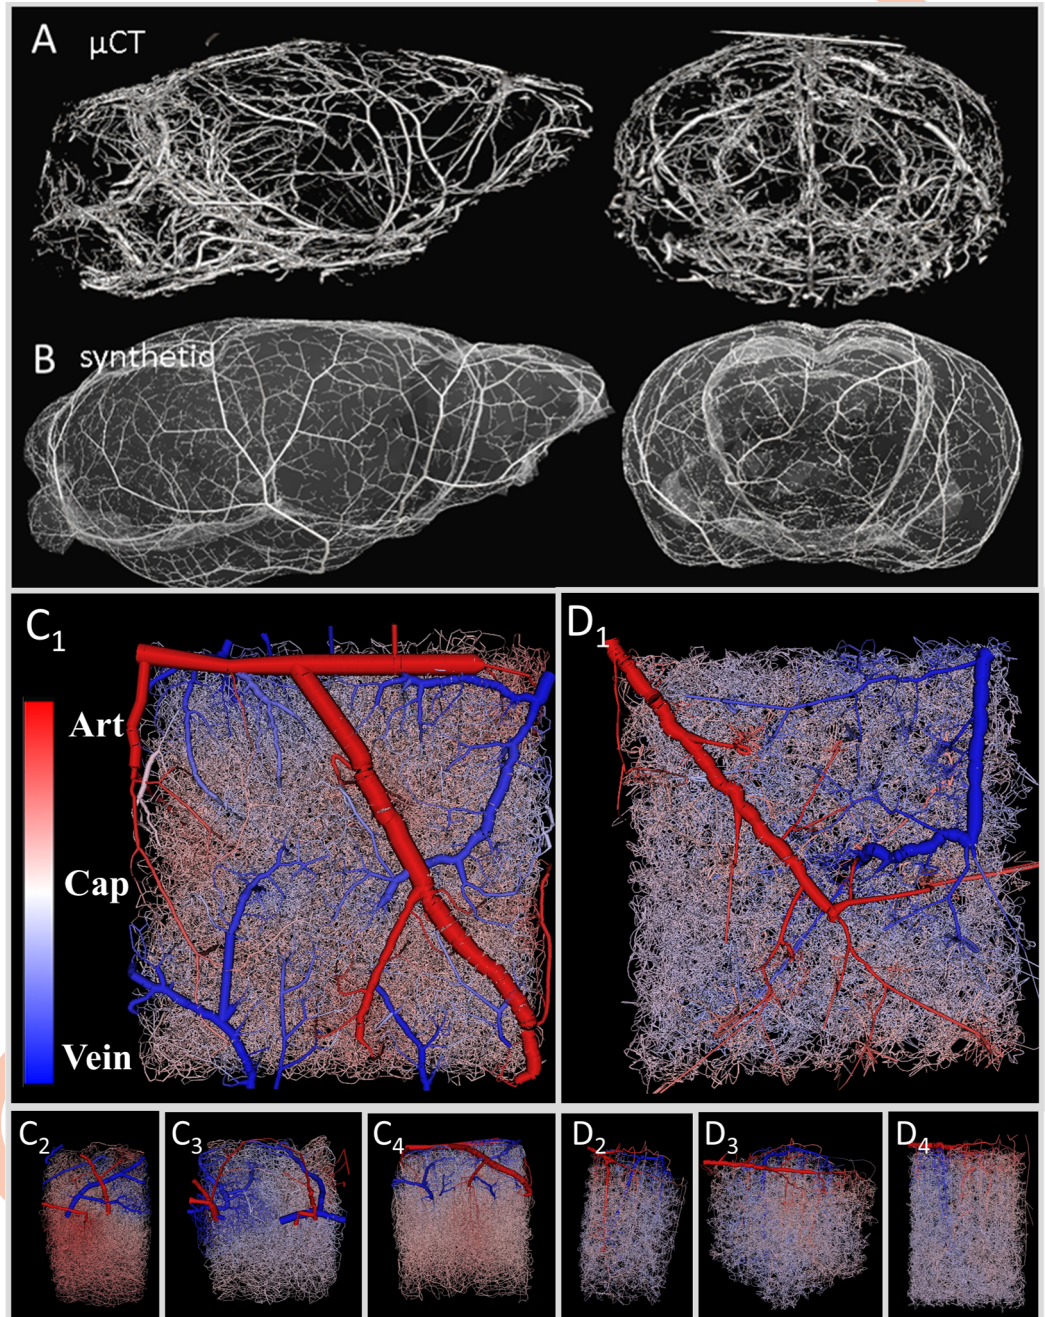 A μCT
B synthetic
C1
D1
Art
Cap
Vein
C2
C3
C4
D2
D3
D4